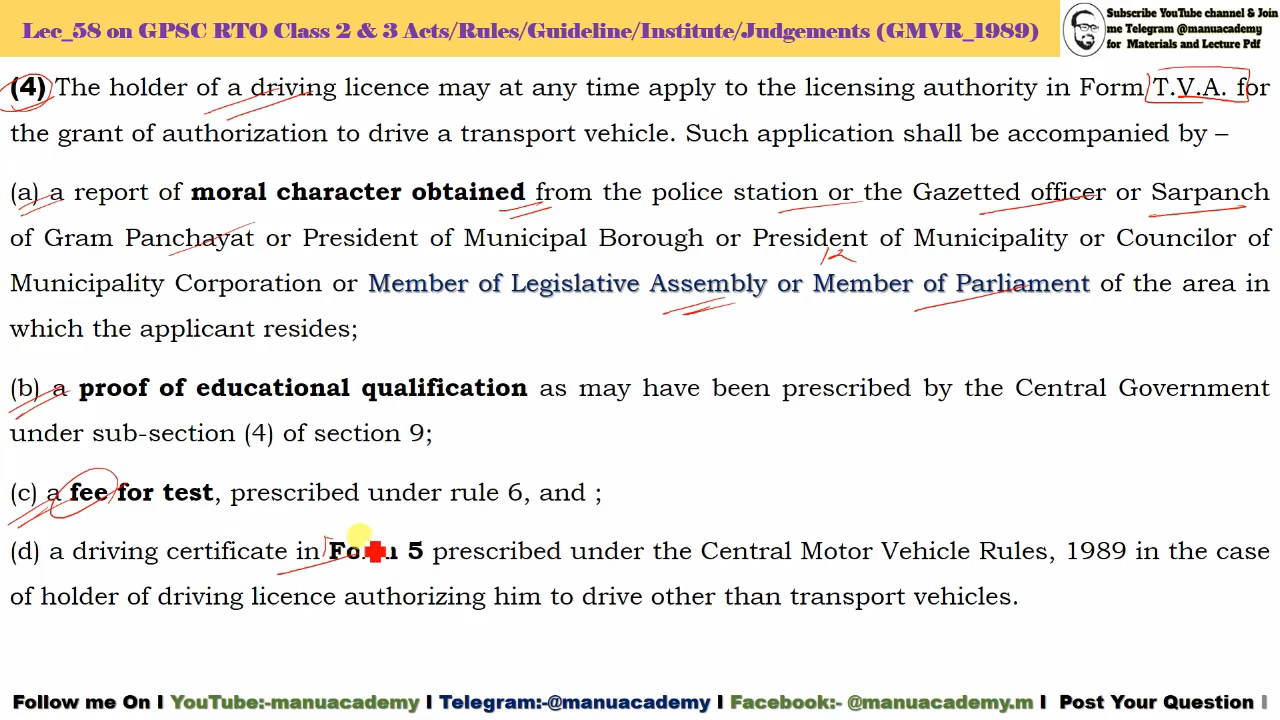 Lec_58 on GPSC RTO Class 2 & 3 Acts/Rules/Guideline/Institute/Judgements (GMVR_1989)
Subscribe YouTube channel & Join
me Telegram @manuacademy
for Materials and Lecture Pdf
(4) The holder of a driving licence may at any time apply to the licensing authority in Form T.V.A. for
the grant of authorization to drive a transport vehicle. Such application shall be accompanied by –
(a) a report of moral character obtained from the police station or the Gazetted officer or Sarpanch
of Gram Panchayat or President of Municipal Borough or President of Municipality or Councilor of
Municipality Corporation or Member of Legislative Assembly or Member of Parliament of the area in
which the applicant resides;
(b) a proof of educational qualification as may have been prescribed by the Central Government
under sub-section (4) of section 9;
(c) a fee for test, prescribed under rule 6, and ;
(d) a driving certificate in Form 5 prescribed under the Central Motor Vehicle Rules, 1989 in the case
of holder of driving licence authorizing him to drive other than transport vehicles.
Follow me On I YouTube:-manuacademy I Telegram:-@manuacademy I Facebook:- @manuacademy.m I Post Your Question I